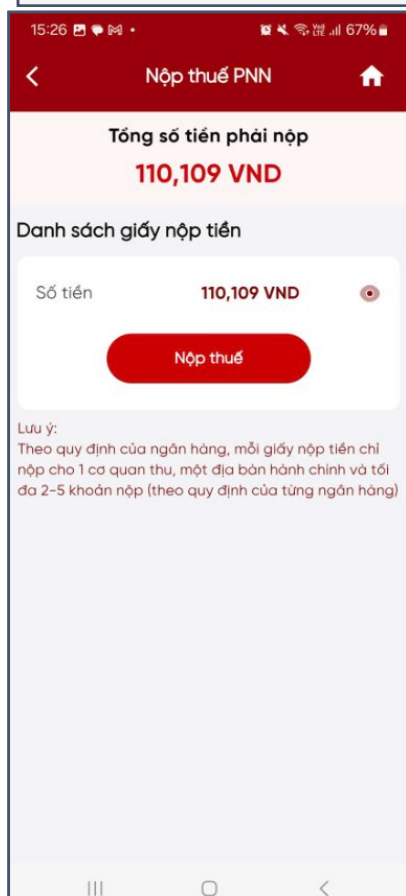 15:26
67%
Nộp thuế PNN
Tổng số tiền phải nộp
110,109 VND
Danh sách giấy nộp tiền
Số tiền 110,109 VND
Nộp thuế
Lưu ý:
Theo quy định của ngân hàng, mỗi giấy nộp tiền chỉ
nộp cho 1 cơ quan thu, một địa bàn hành chính và tối
đa 2-5 khoản nộp (theo quy định của từng ngân hàng)